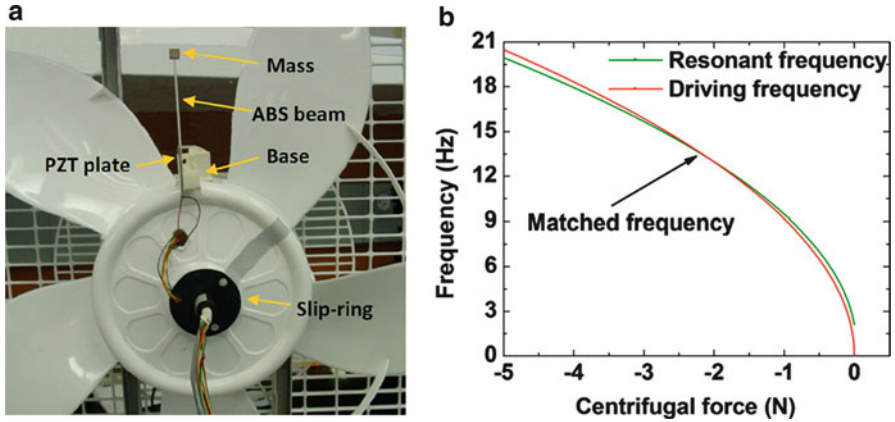 a
Mass
ABS beam
PZT plate
Base
Slip-ring
b
21
18
15
12
9
6
3
0
Frequency (Hz)
Resonant frequency
Driving frequency
Matched frequency
-5 -4 -3 -2 -1 0
Centrifugal force (N)